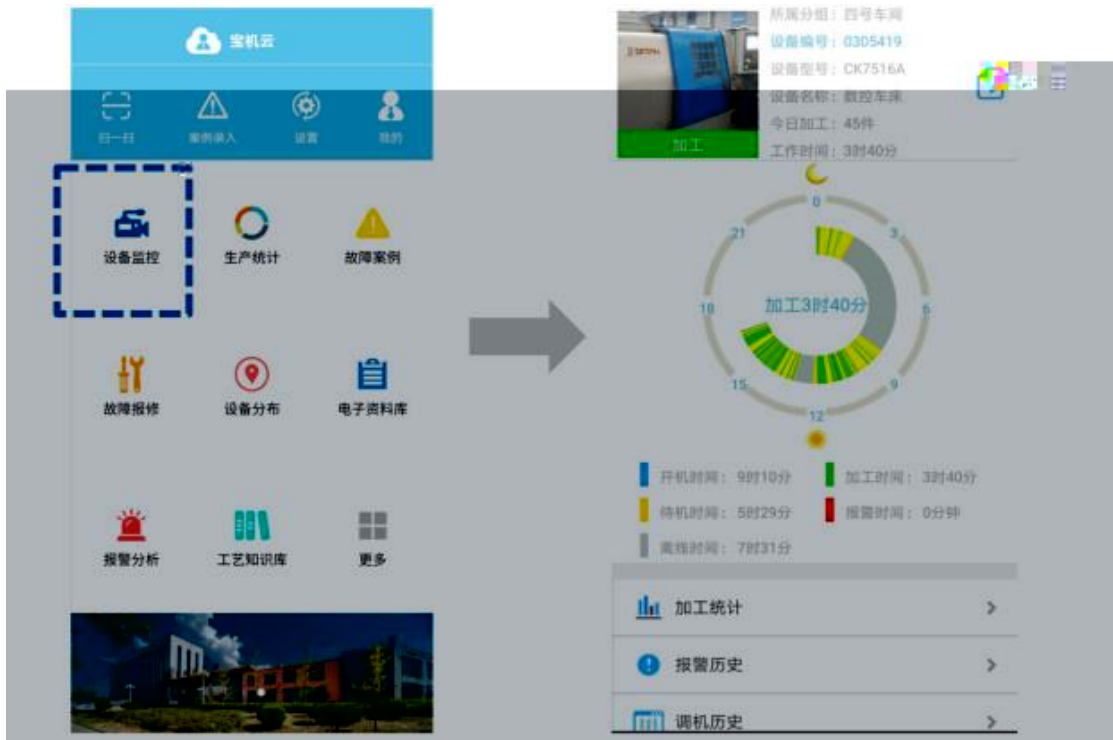 宝机云
扫一扫
案例录入
设置
我的
设备监控
生产统计
故障案例
故障报修
设备分布
电子资料库
报警分析
工艺知识库
更多
所属分组：四号车间
设备编号：0305419
设备型号：CK7516A
设备名称：数控车床
今日加工：45件
工作时间：3时40分
加工
0
3
6
9
12
15
18
21
加工3时40分
开机时间：9时10分
加工时间：3时40分
待机时间：5时29分
报警时间：0分钟
离线时间：7时31分
加工统计
报警历史
调机历史